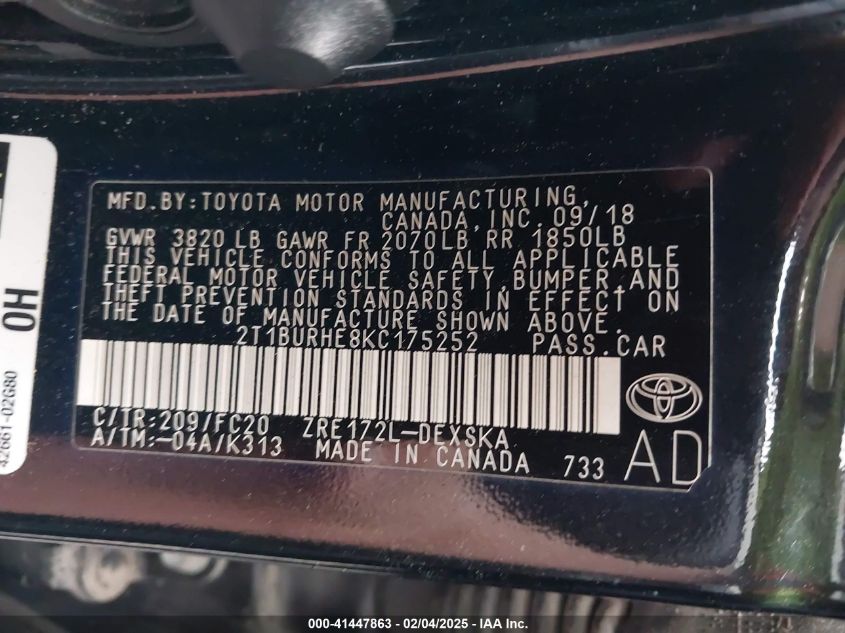 MFD.BY:TOYOTA MOTOR MANUFACTURING,
CANADA,INC. 09/18
GVWR 3820 LB GAWR FR 2070LB RR 1850LB
THIS VEHICLE CONFORMS TO ALL APPLICABLE
FEDERAL MOTOR VEHICLE SAFETY,BUMPER,AND
THEFT PREVENTION STANDARDS IN EFFECT ON
THE DATE OF MANUFACTURE SHOWN ABOVE.
2T1BURHE8KC175252 PASS.CAR
C/TR:209/FC20 ZRE172L-DEXSKA
A/TM:-04A/K313 MADE IN CANADA 733 AD
42661-02G80 0H
000-41447863 - 02/04/2025 - IAA Inc.